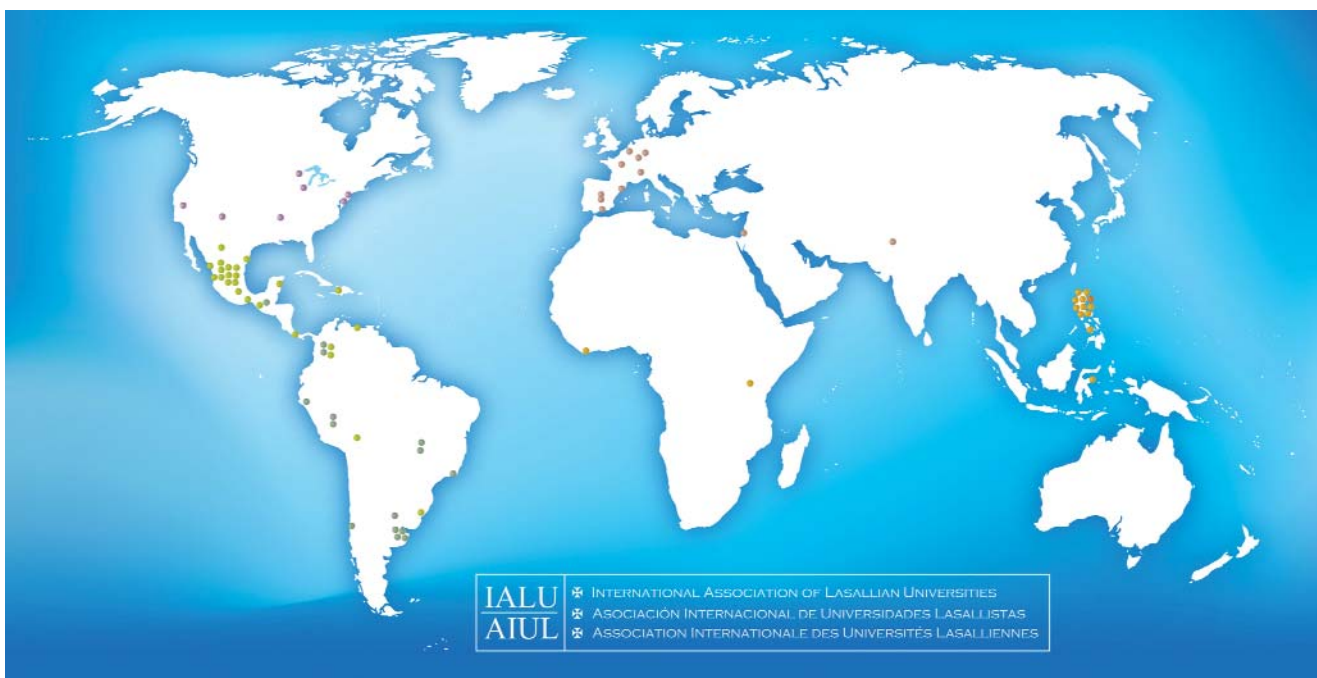 IALU
AIUL
✠ INTERNATIONAL ASSOCIATION OF LASALLIAN UNIVERSITIES
✠ ASOCIACIÓN INTERNACIONAL DE UNIVERSIDADES LASALLISTAS
✠ ASSOCIATION INTERNATIONALE DES UNIVERSITÉS LASALLIENNES